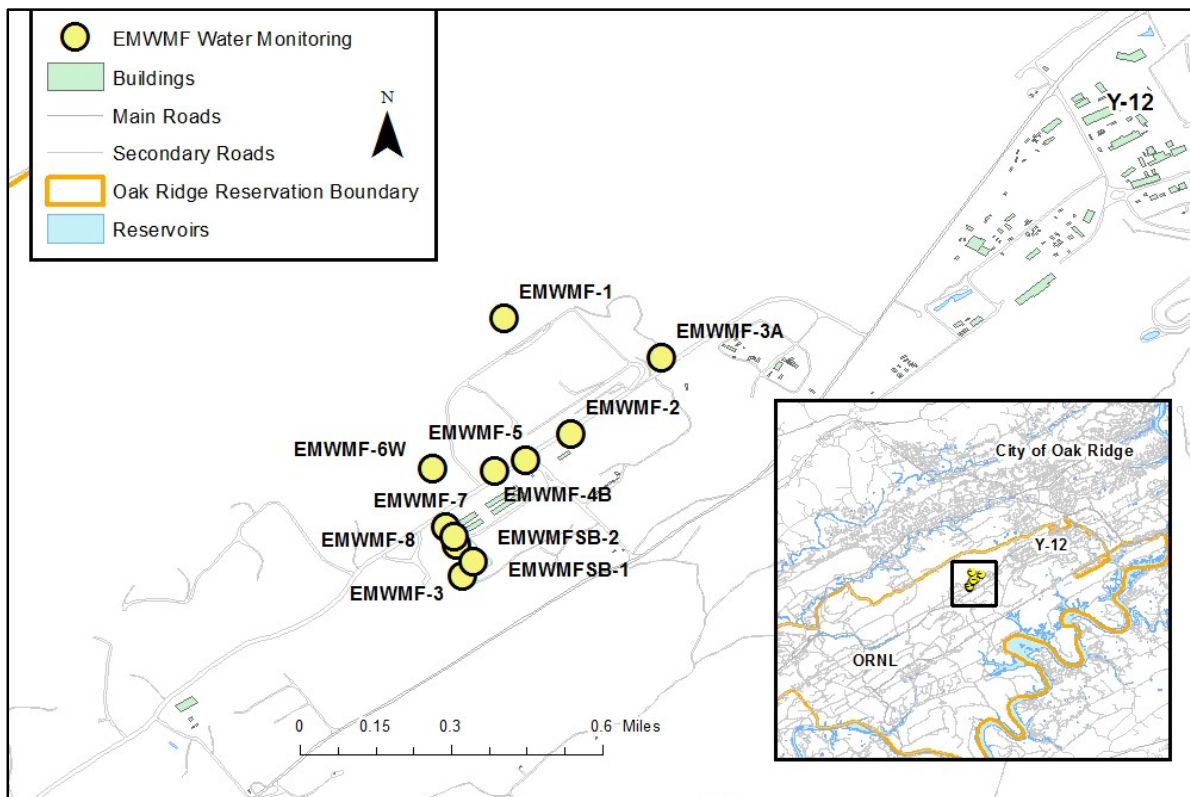 EMWMF Water Monitoring
Buildings
Main Roads
Secondary Roads
Oak Ridge Reservation Boundary
Reservoirs
N
Y-12
EMWMF-1
EMWMF-3A
EMWMF-2
EMWMF-5
EMWMF-6W
EMWMF-4B
EMWMF-7
EMWMF-8
EMWMFSB-2
EMWMFSB-1
EMWMF-3
0 0.15 0.3 0.6 Miles
City of Oak Ridge
Y-12
ORNL